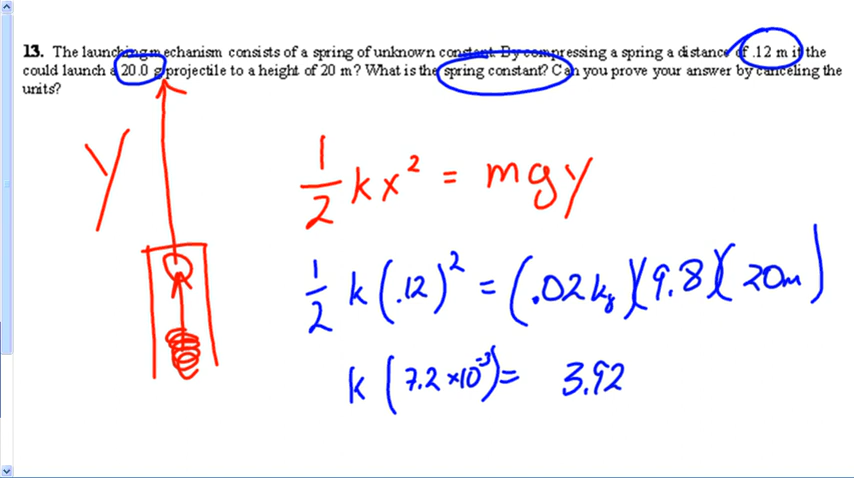 13. The launching mechanism consists of a spring of unknown constant. By compressing a spring a distance of .12 m it the
could launch a 20.0 g projectile to a height of 20 m? What is the spring constant? Can you prove your answer by canceling the
units?
y
1/2 kx² = mgy
1/2 k(.12)² = (.02kg)(9.8)(20m)
k(7.2×10⁻³) = 3.92